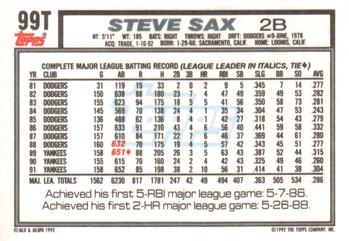 99T
Topps
STEVE SAX 2B
HT: 5'11" WT: 185 BATS: RIGHT THROWS: RIGHT DRFT: DODGERS #9-JUNE, 1978
ACQ: TRADE, 1-10-92 BORN: 1-29-60, SACRAMENTO, CALIF. HOME: LOOMIS, CALIF.
COMPLETE MAJOR LEAGUE BATTING RECORD (LEAGUE LEADER IN ITALICS, TIE♦)
YR CLUB G AB R H 2B 3B HR RBI SB SLG BB SO AVG
81 DODGERS 31 119 15 33 2 0 2 9 5 .345 7 14 .277
82 DODGERS 150 638 88 180 23 7 4 47 49 .359 49 53 .282
83 DODGERS 155 623 94 175 18 5 5 41 56 .350 58 73 .281
84 DODGERS 145 569 70 138 24 4 1 35 34 .304 47 53 .243
85 DODGERS 136 488 62 136 8 4 1 42 27 .318 54 43 .279
86 DODGERS 157 633 91 210 43 4 6 56 40 .441 59 58 .332
87 DODGERS 157 610 84 171 22 7 6 46 37 .369 44 61 .280
88 DODGERS 160 632 70 175 19 4 5 57 42 .343 45 51 .277
89 YANKEES 158 651♦ 88 205 26 3 5 63 43 .387 52 44 .315
90 YANKEES 155 615 70 160 24 2 4 42 43 .325 49 46 .260
91 YANKEES 158 652 85 198 38 2 10 56 31 .414 41 38 .304
MAJ. LEA. TOTALS 1562 6230 817 1781 247 42 49 494 407 .364 505 534 .286
Achieved his first 5-RBI major league game: 5-7-86.
Achieved his first 2-HR major league game: 5-26-88.
© MLB & MLBPA 1992
© 1992 THE TOPPS COMPANY, INC.